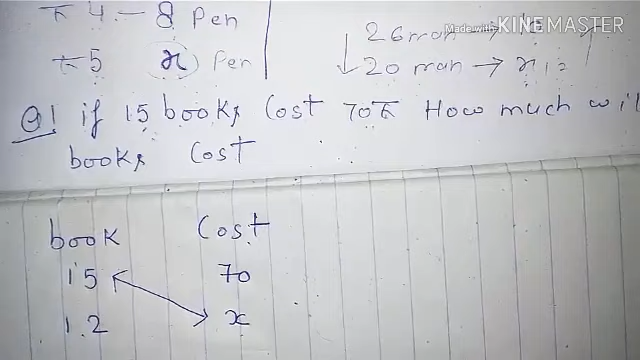 ₹4 - 8 Pen
₹5 x Pen
26 man →
20 man → x
Made with KINEMASTER
Q1 if 15 books Cost 70₹ How much wil
books Cost
book Cost
15 70
12 x